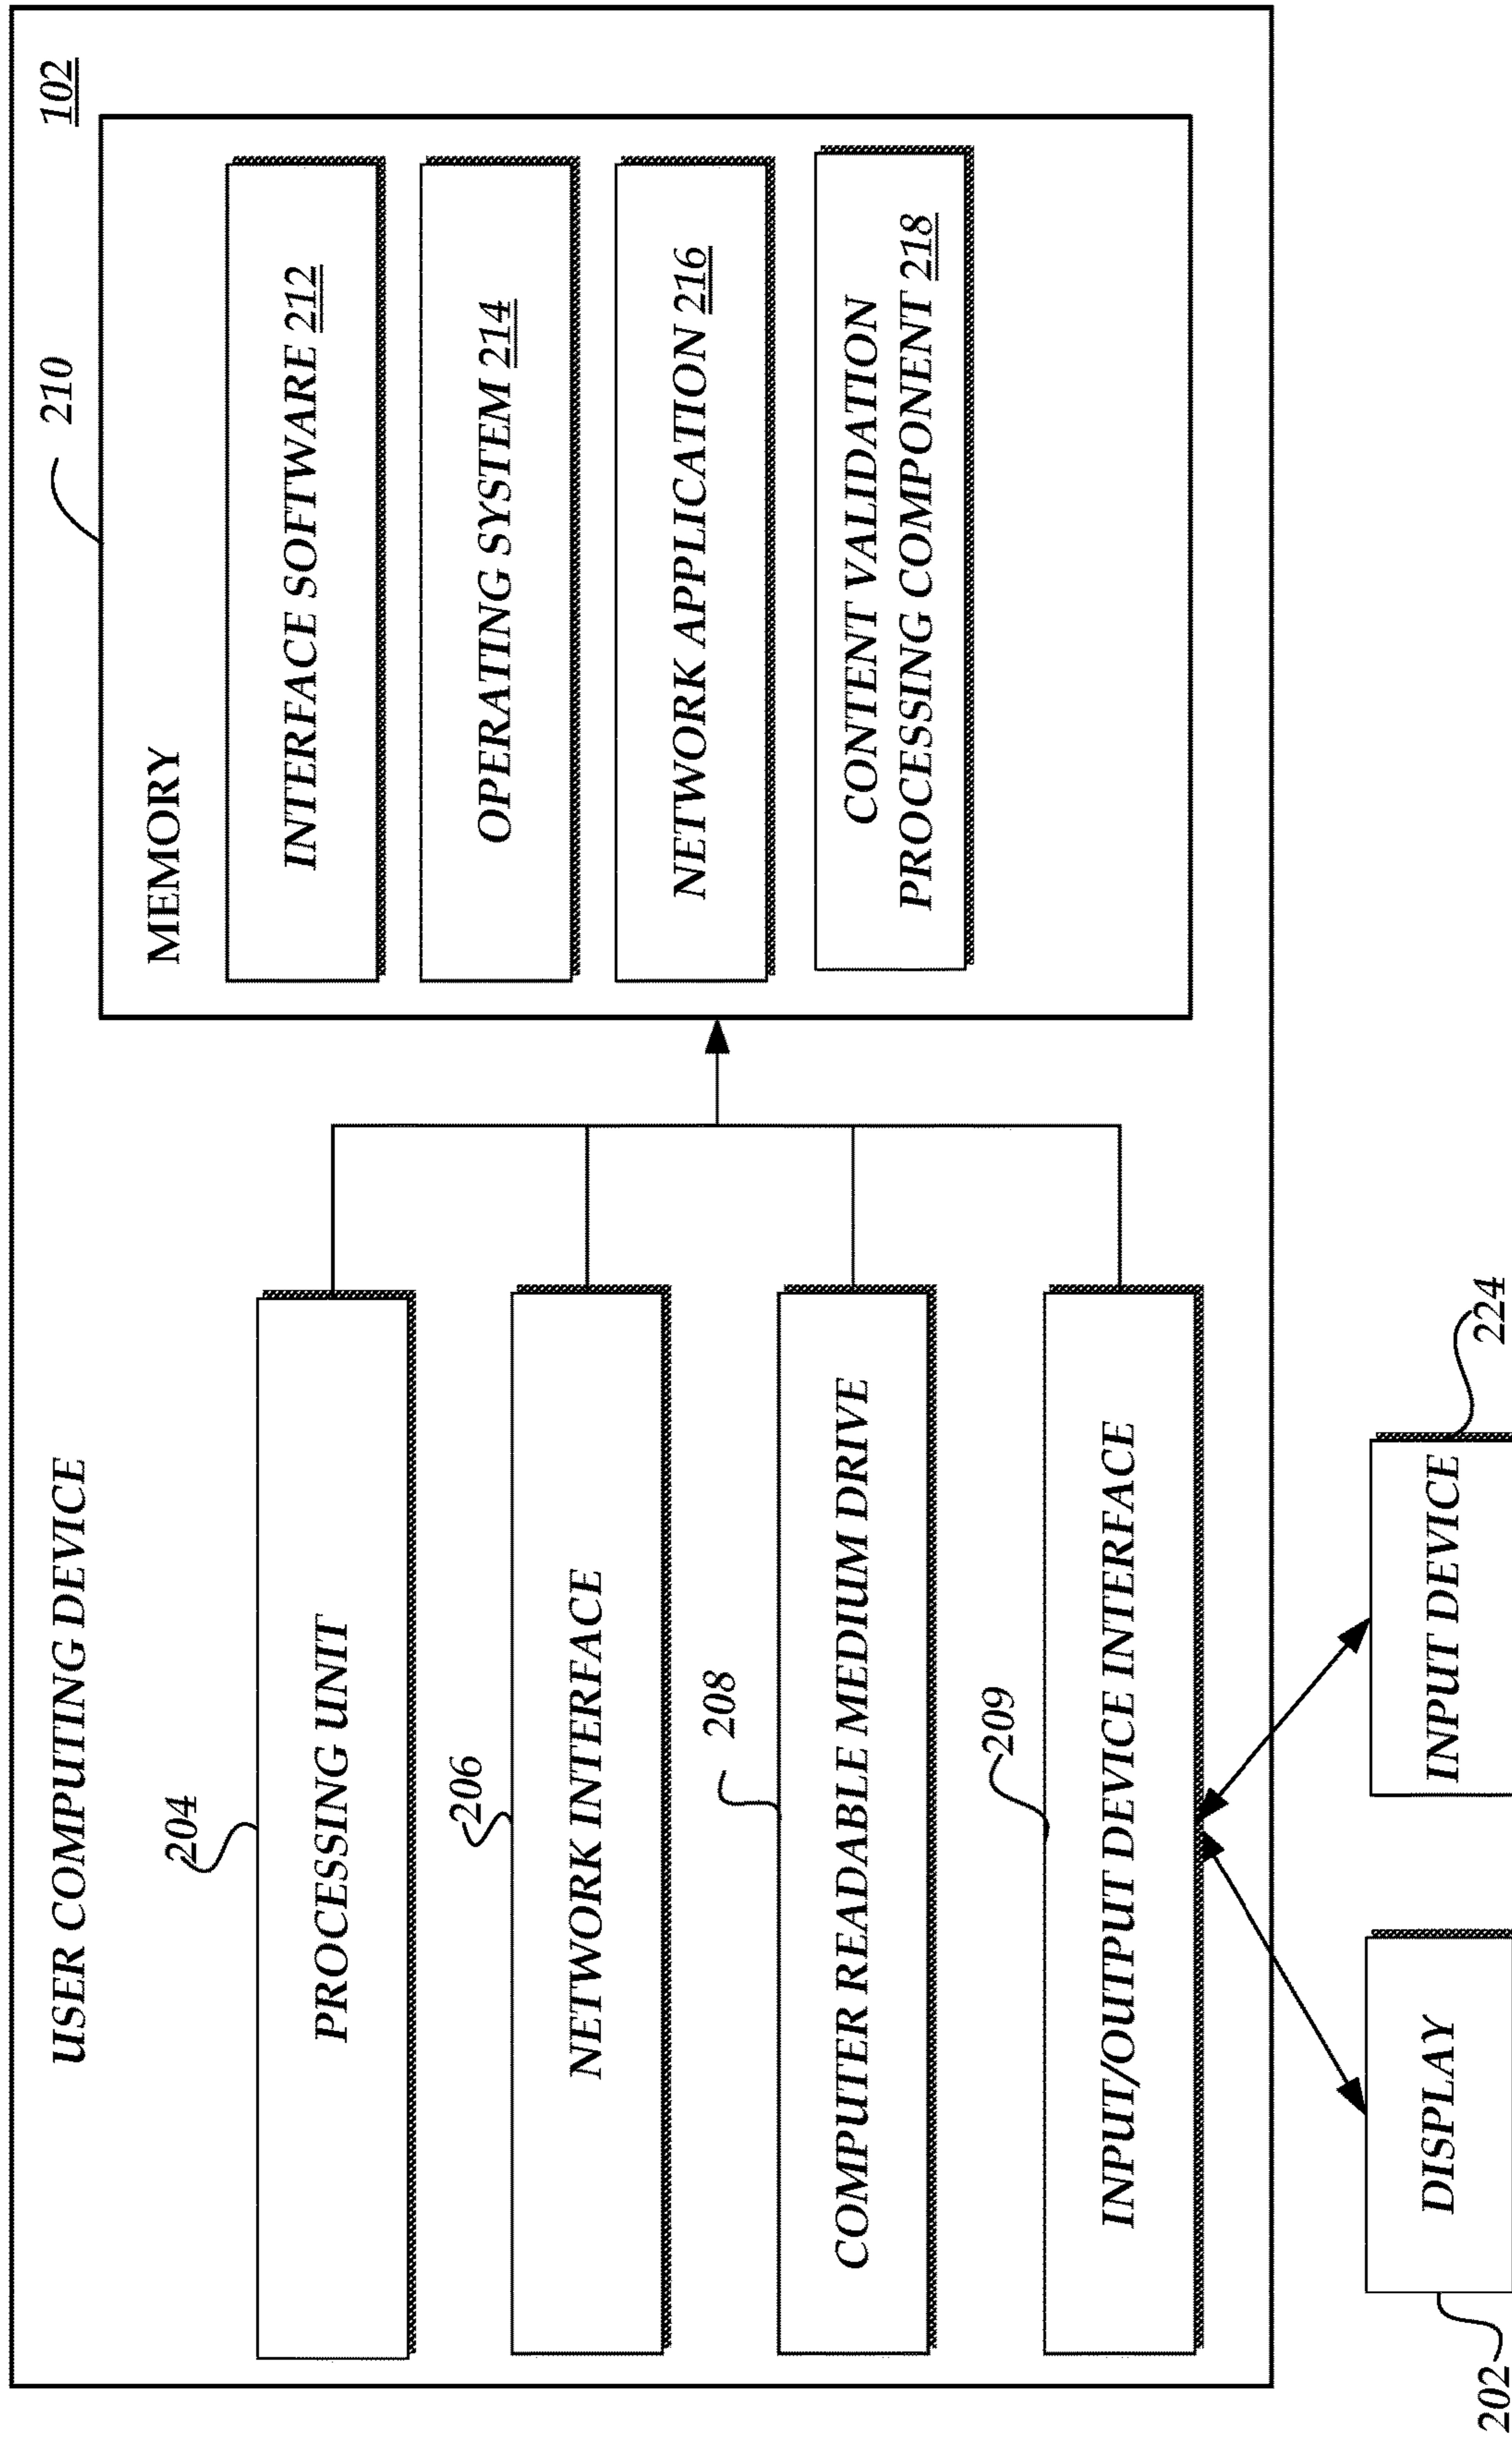 USER COMPUTING DEVICE
102
204
PROCESSING UNIT
206
NETWORK INTERFACE
208
COMPUTER READABLE MEDIUM DRIVE
209
INPUT/OUTPUT DEVICE INTERFACE
210
MEMORY
INTERFACE SOFTWARE 212
OPERATING SYSTEM 214
NETWORK APPLICATION 216
CONTENT VALIDATION
PROCESSING COMPONENT 218
202
DISPLAY
INPUT DEVICE
224